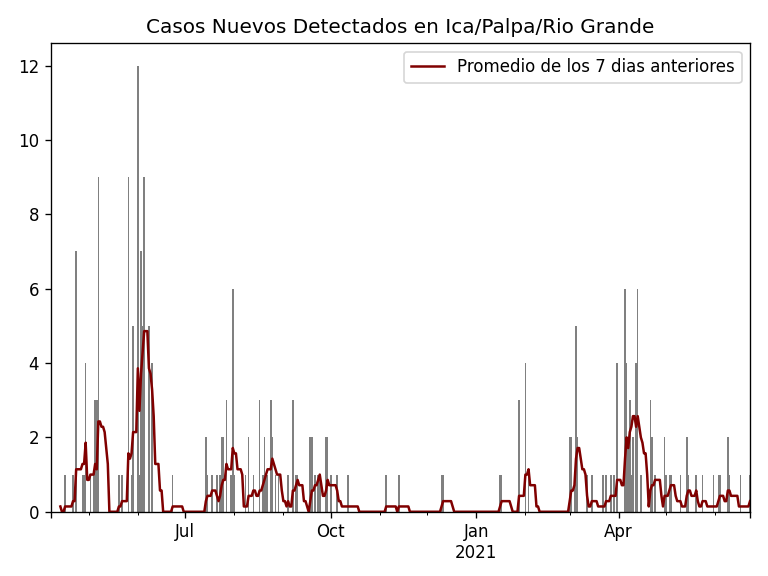 Casos Nuevos Detectados en Ica/Palpa/Rio Grande
Promedio de los 7 dias anteriores
12
10
8
6
4
2
0
Jul
Oct
Jan
2021
Apr